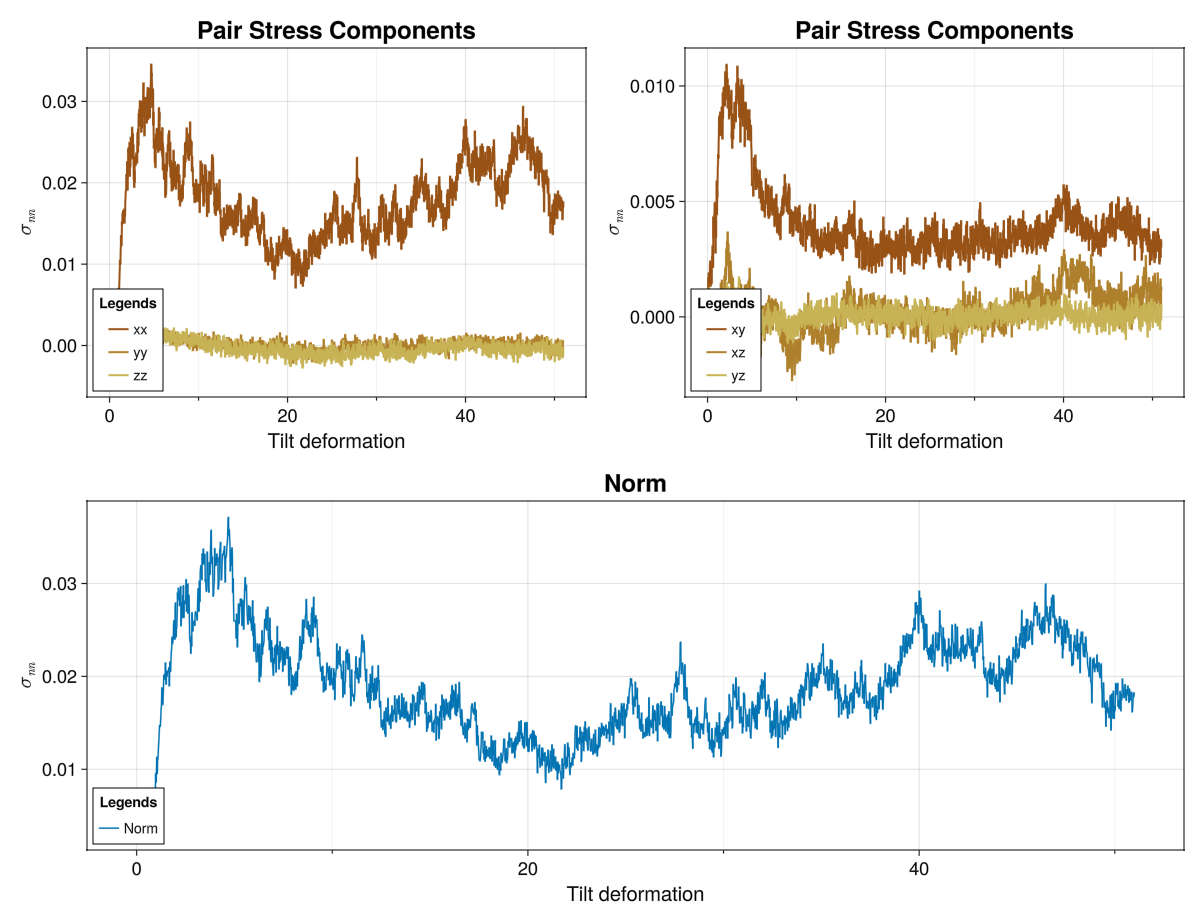 Pair Stress Components
σnn
0.03
0.02
0.01
0.00
Legends
xx
yy
zz
0
20
40
Tilt deformation
Pair Stress Components
σnn
0.010
0.005
0.000
Legends
xy
xz
yz
0
20
40
Tilt deformation
Norm
σnn
0.03
0.02
0.01
Legends
Norm
0
20
40
Tilt deformation